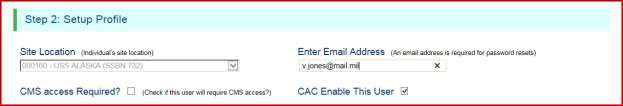 Step 2: Setup Profile
Site Location (Individual's site location)
Enter Email Address (An email address is required for password resets)
000160 - USS ALASKA (SSBN 732)
v.jones@mail.mil
CMS access Required? (Check if this user will require CMS access?)
CAC Enable This User